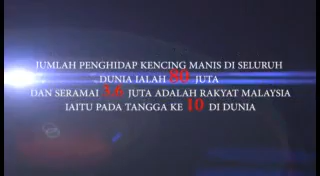 JUMLAH PENGHIDAP KENCING MANIS DI SELURUH
DUNIA IALAH 80 JUTA
DAN SERAMAI 3.6 JUTA ADALAH RAKYAT MALAYSIA
IAITU PADA TANGGA KE 10 DI DUNIA